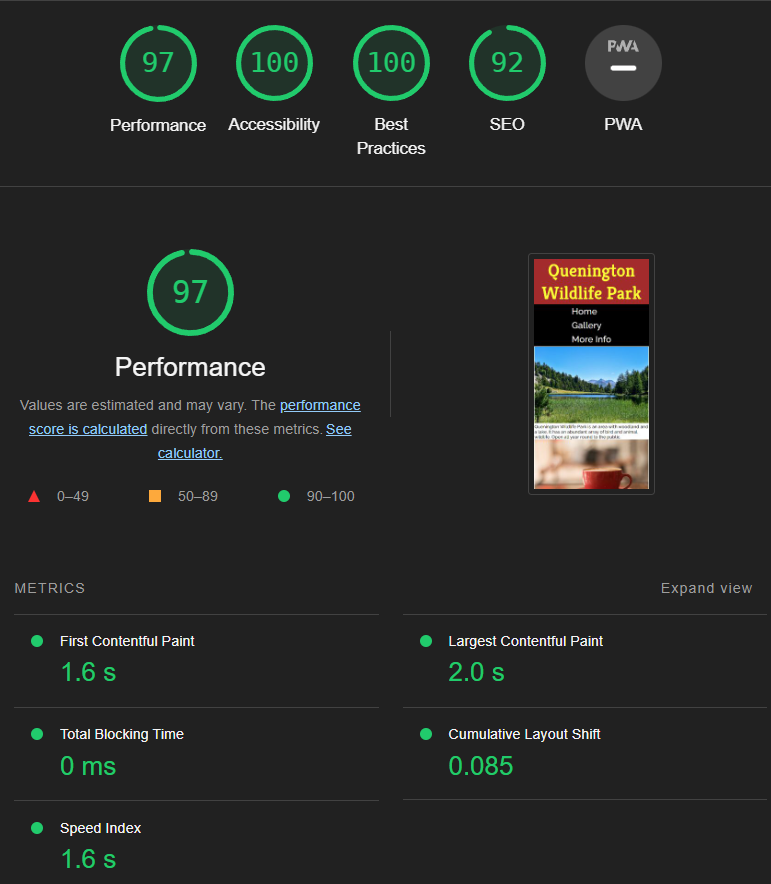 97
100
100
92
PWA
Performance
Accessibility
Best
Practices
SEO
PWA
97
Performance
Values are estimated and may vary. The performance
score is calculated directly from these metrics. See
calculator.
0–49
50–89
90–100
Quenington
Wildlife Park
Home
Gallery
More Info
Quenington Wildlife Park is an area with woodland and
a lake. It has an abundant array of bird and animal
wildlife. Open all year round to the public.
METRICS
Expand view
First Contentful Paint
1.6 s
Largest Contentful Paint
2.0 s
Total Blocking Time
0 ms
Cumulative Layout Shift
0.085
Speed Index
1.6 s